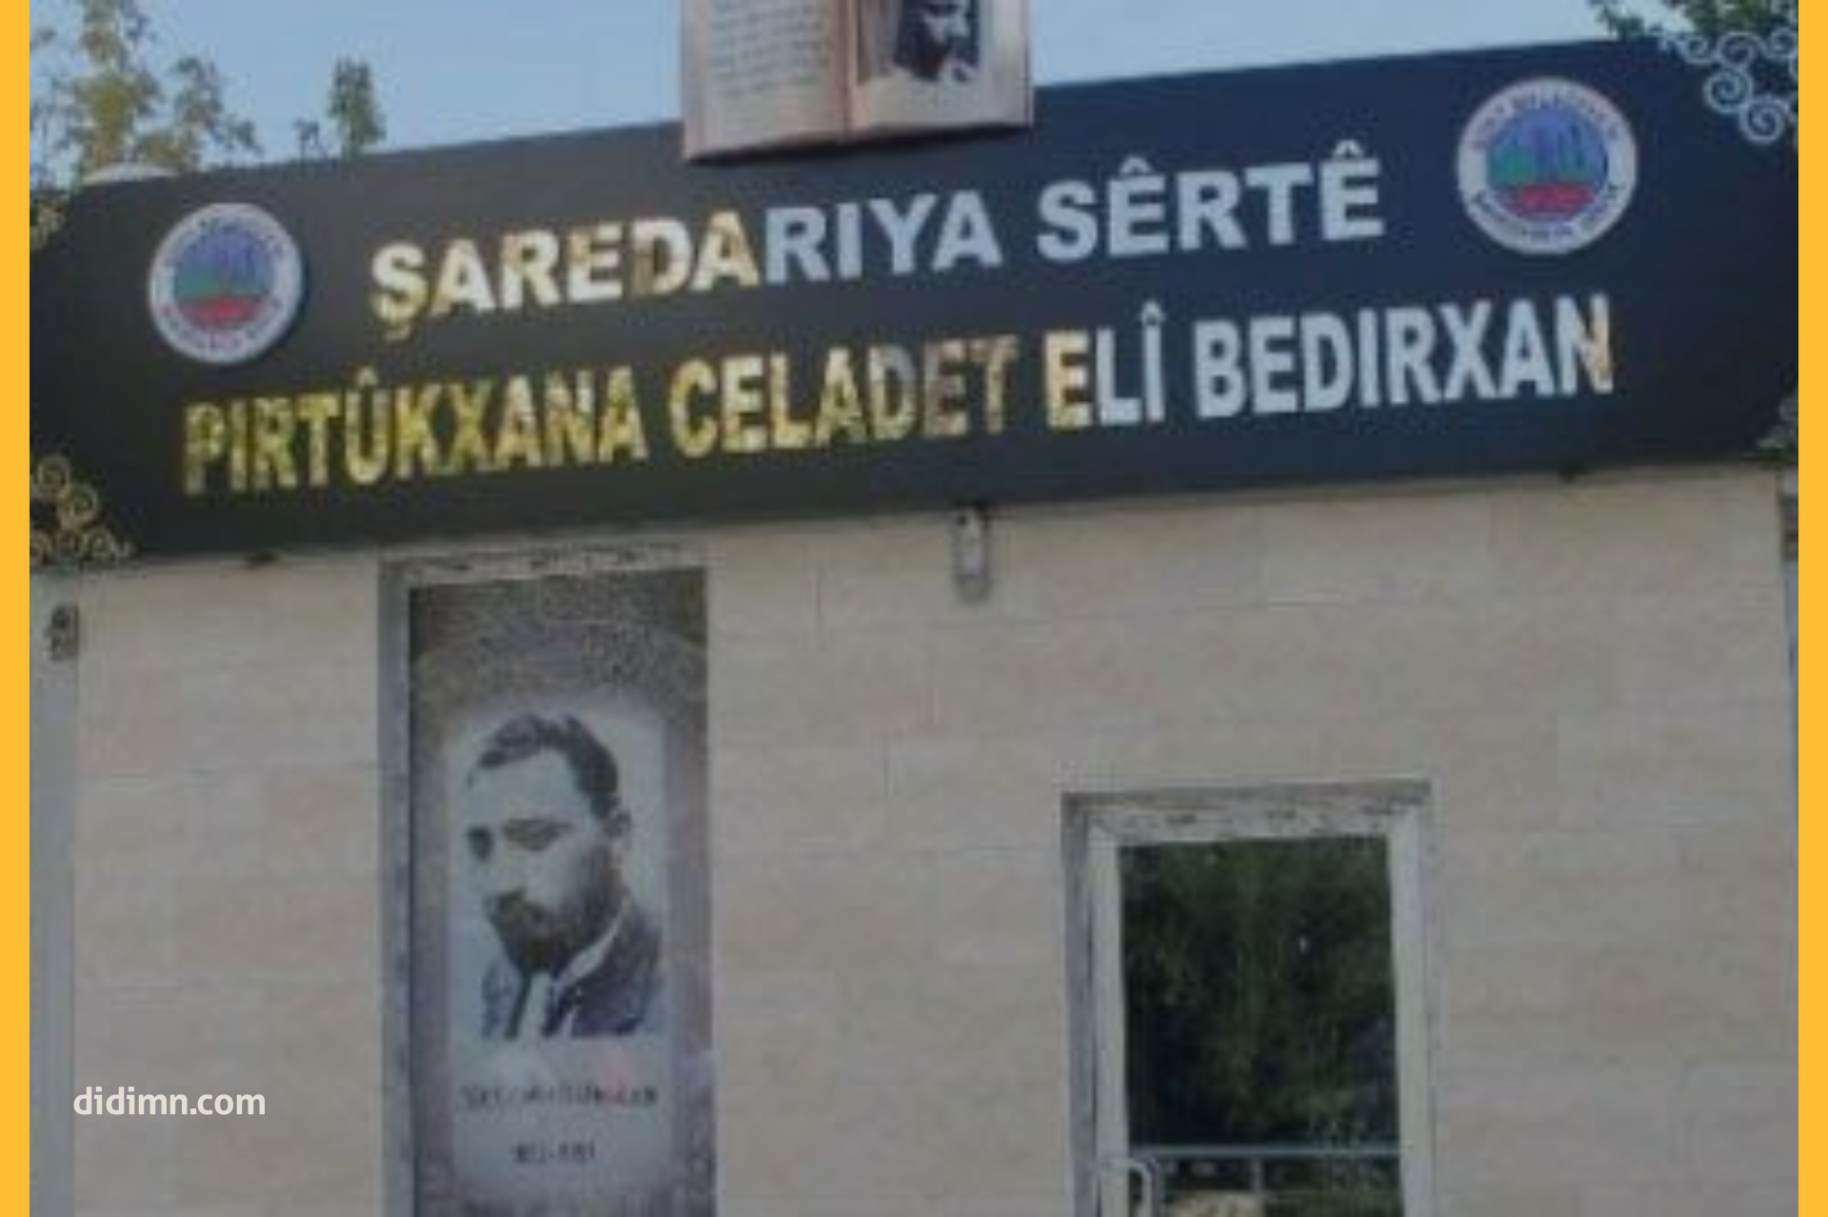 ŞAREDARIYA SÊRTÊ
PIRTÛKXANA CELADET ELÎ BEDIRXAN
didimn.com